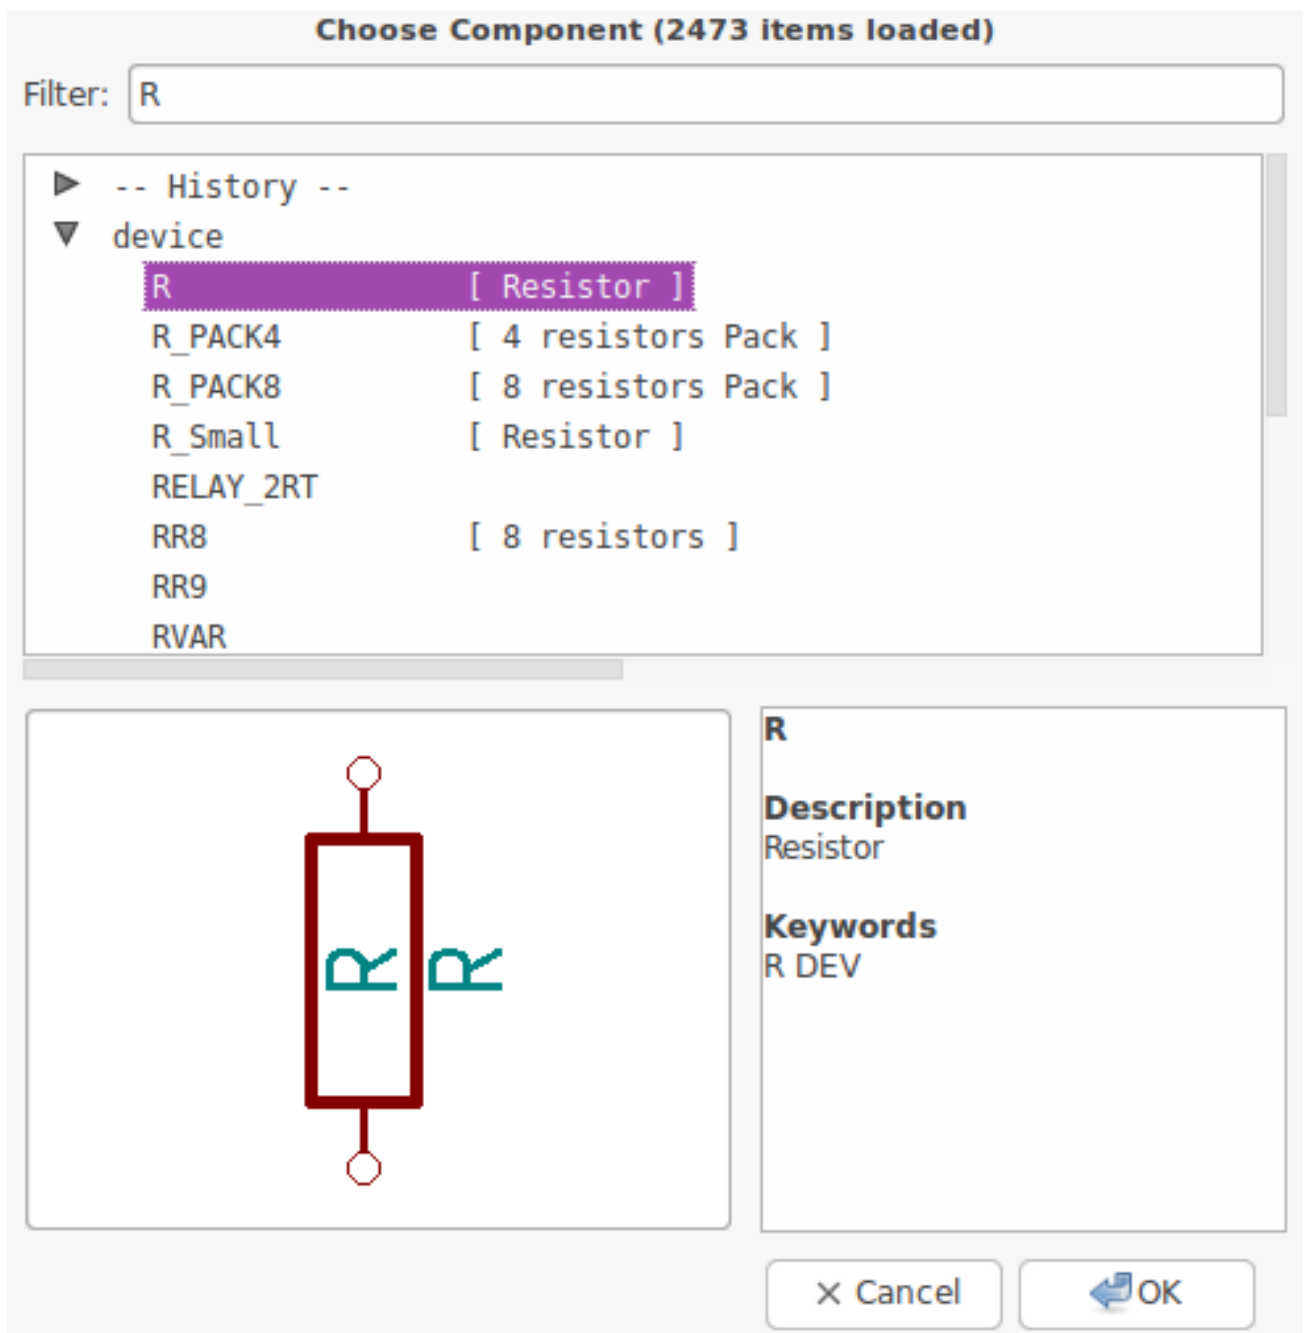 Choose Component (2473 items loaded)
Filter: R
-- History --
device
R [ Resistor ]
R_PACK4 [ 4 resistors Pack ]
R_PACK8 [ 8 resistors Pack ]
R_Small [ Resistor ]
RELAY_2RT
RR8 [ 8 resistors ]
RR9
RVAR
R R
R
Description
Resistor
Keywords
R DEV
Cancel OK